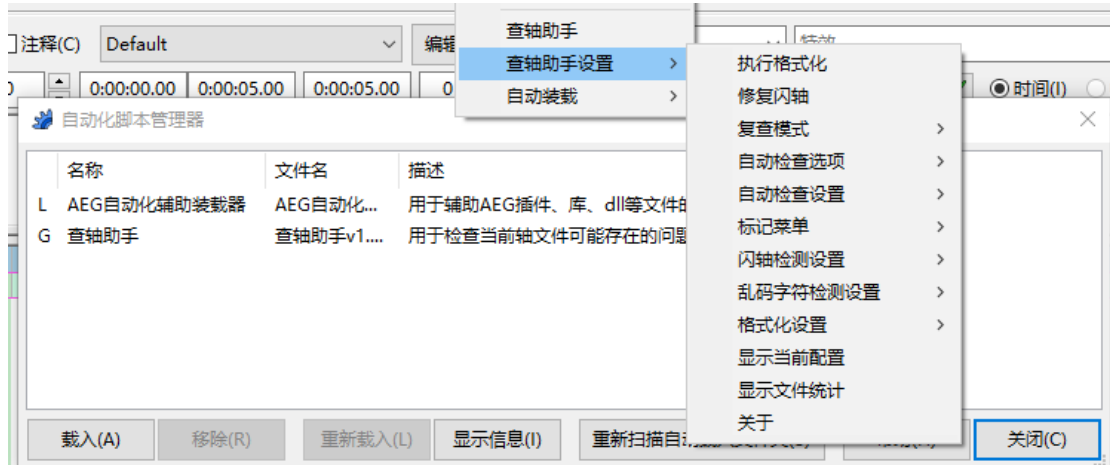 注释(C) Default 编辑 特效
0:00:00.00 0:00:05.00 0:00:05.00 0 时间(I)
查轴助手
查轴助手设置
自动装载
执行格式化
修复闪轴
复查模式
自动检查选项
自动检查设置
标记菜单
闪轴检测设置
乱码字符检测设置
格式化设置
显示当前配置
显示文件统计
关于
自动化脚本管理器
名称 文件名 描述
L AEG自动化辅助装载器 AEG自动化... 用于辅助AEG插件、库、dll等文件的
G 查轴助手 查轴助手v1.... 用于检查当前轴文件可能存在的问题
载入(A) 移除(R) 重新载入(L) 显示信息(I) 重新扫描自 关闭(C)